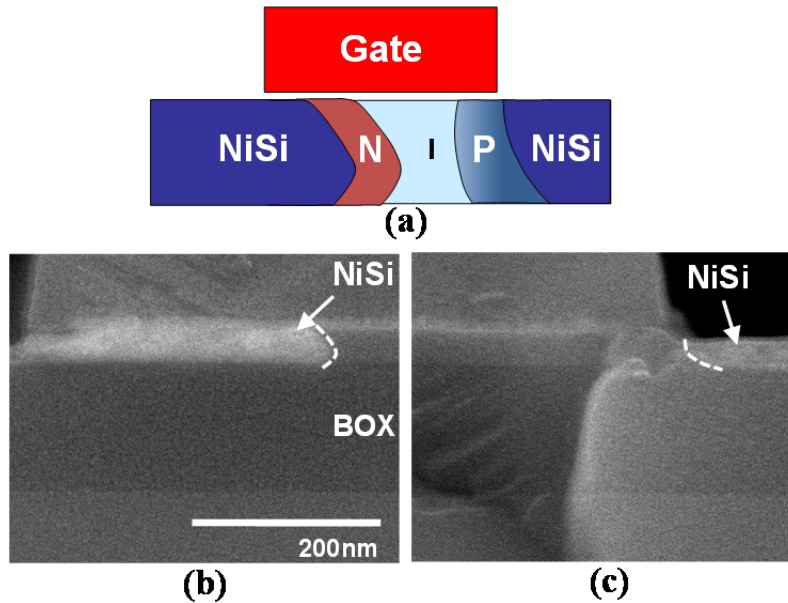 Gate
NiSi N I P NiSi
(a)
NiSi
BOX
200nm
(b)
NiSi
(c)